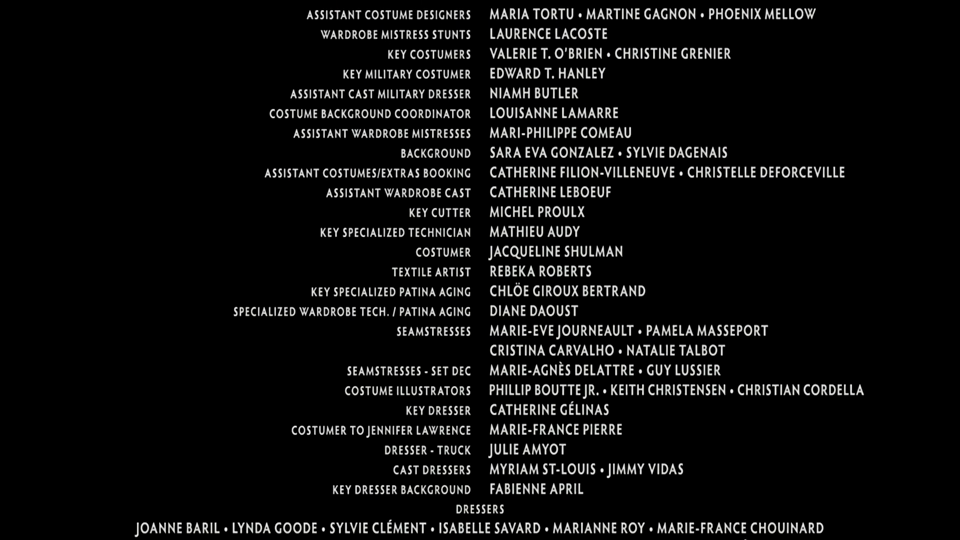 ASSISTANT COSTUME DESIGNERS MARIA TORTU • MARTINE GAGNON • PHOENIX MELLOW
WARDROBE MISTRESS STUNTS LAURENCE LACOSTE
KEY COSTUMERS VALERIE T. O'BRIEN • CHRISTINE GRENIER
KEY MILITARY COSTUMER EDWARD T. HANLEY
ASSISTANT CAST MILITARY DRESSER NIAMH BUTLER
COSTUME BACKGROUND COORDINATOR LOUISANNE LAMARRE
ASSISTANT WARDROBE MISTRESSES MARI-PHILIPPE COMEAU
BACKGROUND SARA EVA GONZALEZ • SYLVIE DAGENAIS
ASSISTANT COSTUMES/EXTRAS BOOKING CATHERINE FILION-VILLENEUVE • CHRISTELLE DEFORCEVILLE
ASSISTANT WARDROBE CAST CATHERINE LEBOEUF
KEY CUTTER MICHEL PROULX
KEY SPECIALIZED TECHNICIAN MATHIEU AUDY
COSTUMER JACQUELINE SHULMAN
TEXTILE ARTIST REBEKA ROBERTS
KEY SPECIALIZED PATINA AGING CHLÖE GIROUX BERTRAND
SPECIALIZED WARDROBE TECH. / PATINA AGING DIANE DAOUST
SEAMSTRESSES MARIE-EVE JOURNEAULT • PAMELA MASSEPORT
CRISTINA CARVALHO • NATALIE TALBOT
SEAMSTRESSES - SET DEC MARIE-AGNÈS DELATTRE • GUY LUSSIER
COSTUME ILLUSTRATORS PHILLIP BOUTTE JR. • KEITH CHRISTENSEN • CHRISTIAN CORDELLA
KEY DRESSER CATHERINE GÉLINAS
COSTUMER TO JENNIFER LAWRENCE MARIE-FRANCE PIERRE
DRESSER - TRUCK JULIE AMYOT
CAST DRESSERS MYRIAM ST-LOUIS • JIMMY VIDAS
KEY DRESSER BACKGROUND FABIENNE APRIL
DRESSERS
JOANNE BARIL • LYNDA GOODE • SYLVIE CLÉMENT • ISABELLE SAVARD • MARIANNE ROY • MARIE-FRANCE CHOUINARD